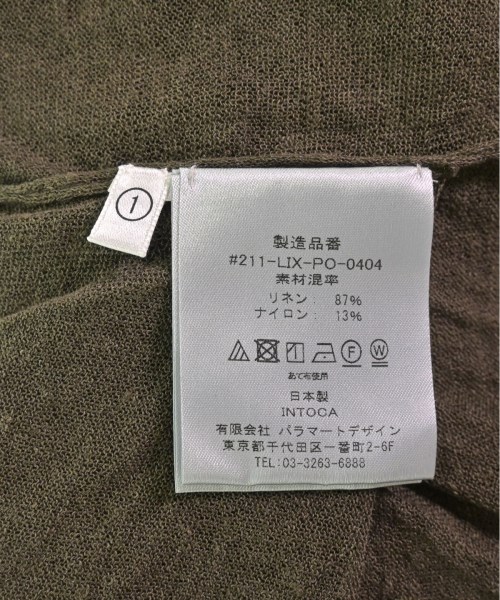 ①
製造品番
#211-LIX-PO-0404
素材混率
リネン: 87%
ナイロン: 13%
F W
あて布使用
日本製
INTOCA
有限会社 パラマートデザイン
東京都千代田区一番町2-6F
TEL:03-3263-6888